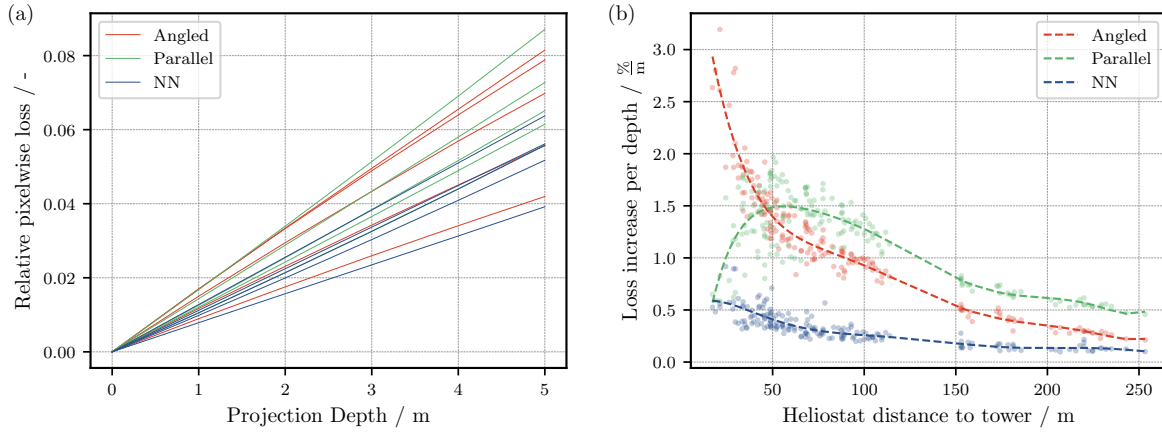 (a)
Relative pixelwise loss / -
0.08
0.06
0.04
0.02
0.00
Angled
Parallel
NN
0
1
2
3
4
5
Projection Depth / m
(b)
Loss increase per depth / %/m
3.0
2.5
2.0
1.5
1.0
0.5
0.0
Angled
Parallel
NN
50
100
150
200
250
Heliostat distance to tower / m